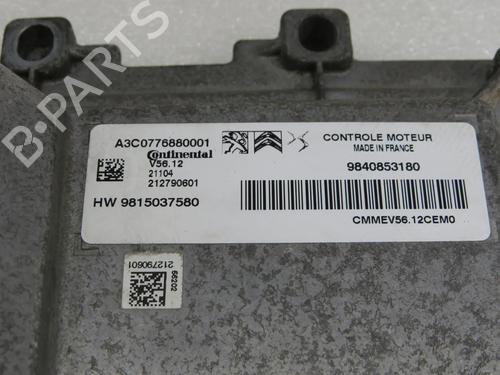 B-PARTS
A3C0776880001
Continental
V56.12
21104
212790601
HW 9815037580
CONTROLE MOTEUR
MADE IN FRANCE
9840853180
CMMEV56.12CEM0
66202
212790601